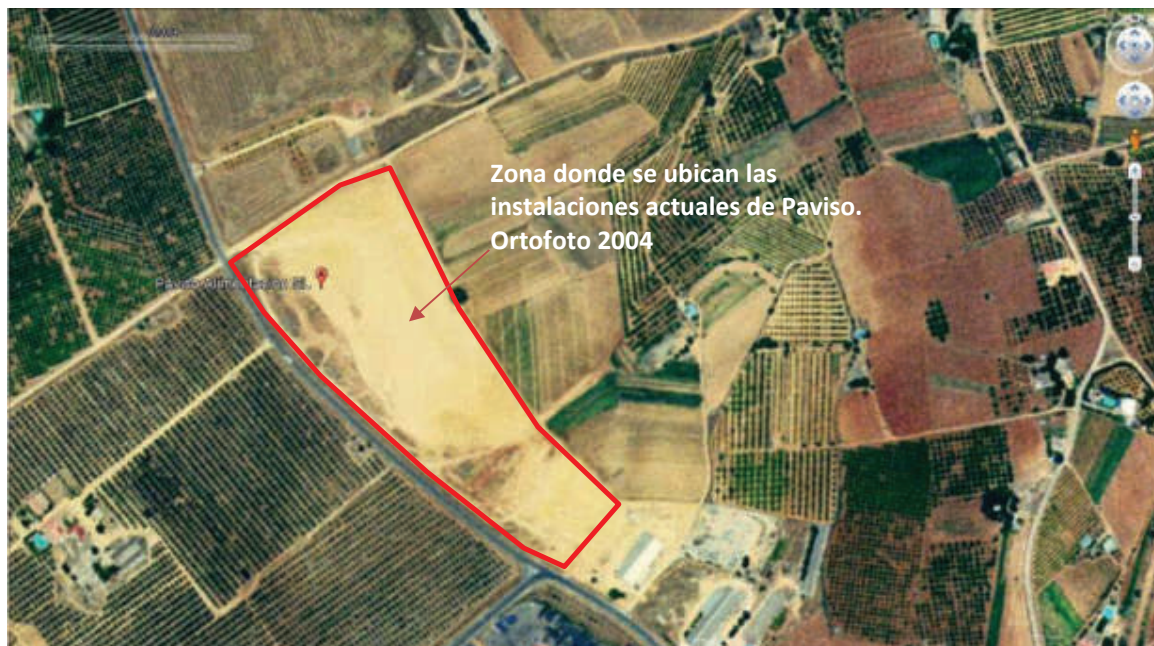 Zona donde se ubican las
instalaciones actuales de Paviso.
Ortofoto 2004